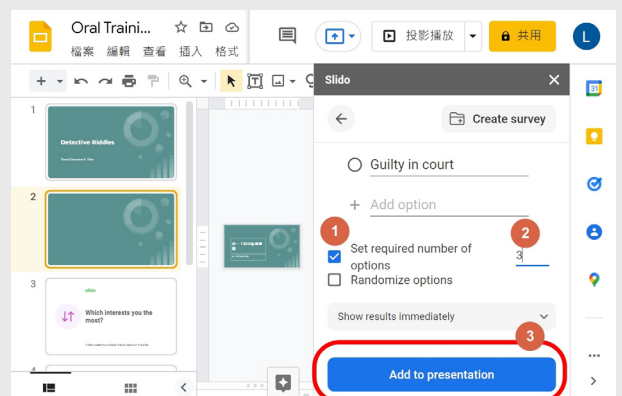 Oral Traini...
檔案 編輯 查看 插入 格式
投影播放
共用
L
Slido
31
1
Detective Riddles
Create survey
Guilty in court
Add option
2
1
2
Set required number of options
3
Randomize options
3
slido
Which interests you the most?
Show results immediately
3
Add to presentation
4